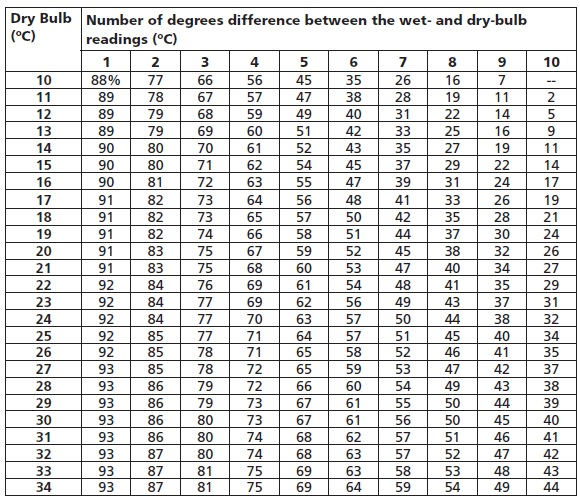 Dry Bulb (ºC) Number of degrees difference between the wet- and dry-bulb readings (ºC)
1 2 3 4 5 6 7 8 9 10
10 88% 77 66 56 45 35 26 16 7 --
11 89 78 67 57 47 38 28 19 11 2
12 89 79 68 59 49 40 31 22 14 5
13 89 79 69 60 51 42 33 25 16 9
14 90 80 70 61 52 43 35 27 19 11
15 90 80 71 62 54 45 37 29 22 14
16 90 81 72 63 55 47 39 31 24 17
17 91 82 73 64 56 48 41 33 26 19
18 91 82 73 65 57 50 42 35 28 21
19 91 82 74 66 58 51 44 37 30 24
20 91 83 75 67 59 52 45 38 32 26
21 91 83 75 68 60 53 47 40 34 27
22 92 84 76 69 61 54 48 41 35 29
23 92 84 77 69 62 56 49 43 37 31
24 92 84 77 70 63 57 50 44 38 32
25 92 85 77 71 64 57 51 45 40 34
26 92 85 78 71 65 58 52 46 41 35
27 93 85 78 72 65 59 53 47 42 37
28 93 86 79 72 66 60 54 49 43 38
29 93 86 79 73 67 61 55 50 44 39
30 93 86 80 73 67 61 56 50 45 40
31 93 86 80 74 68 62 57 51 46 41
32 93 87 80 74 68 63 57 52 47 42
33 93 87 81 75 69 63 58 53 48 43
34 93 87 81 75 69 64 59 54 49 44